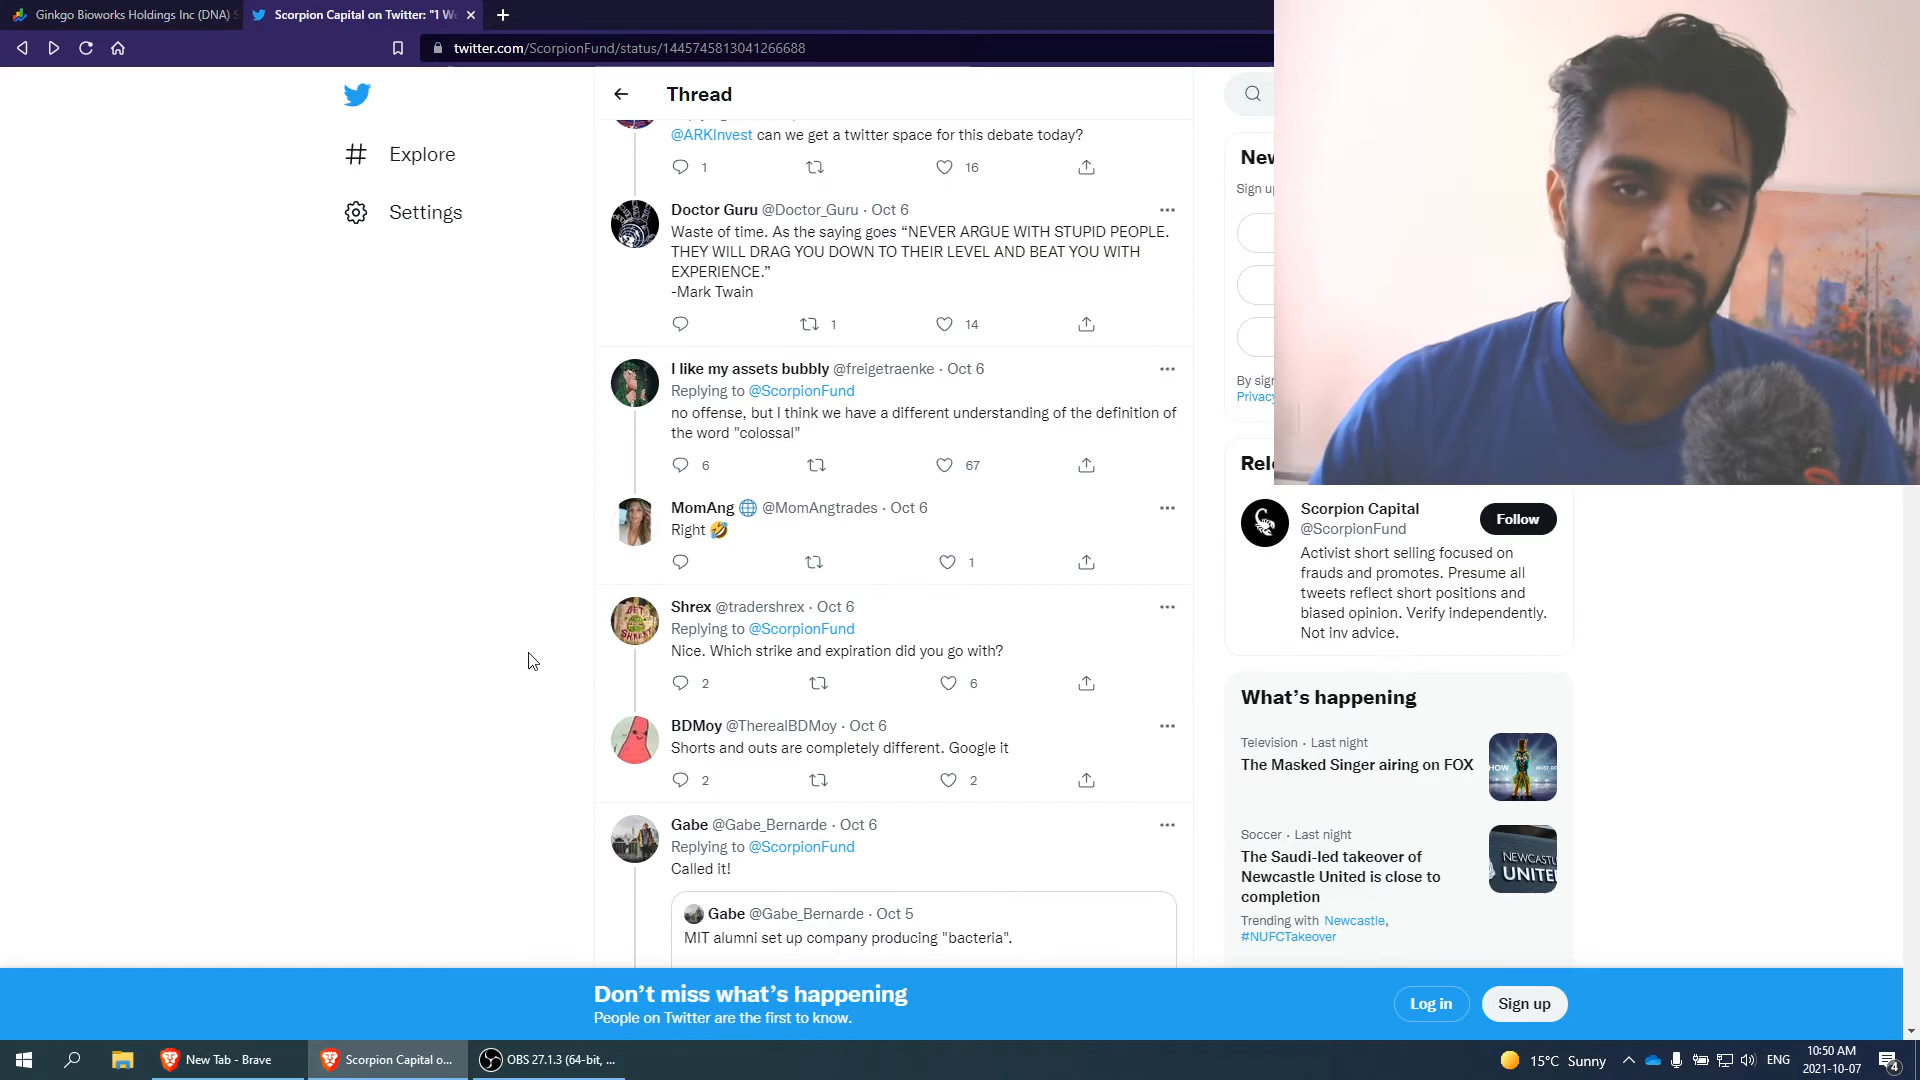 Ginkgo Bioworks Holdings Inc (DNA)
Scorpion Capital on Twitter: "1 W
twitter.com/ScorpionFund/status/1445745813041266688
Thread
Explore
Settings
@ARKInvest can we get a twitter space for this debate today?
1
16
Doctor Guru @Doctor_Guru · Oct 6
Waste of time. As the saying goes “NEVER ARGUE WITH STUPID PEOPLE.
THEY WILL DRAG YOU DOWN TO THEIR LEVEL AND BEAT YOU WITH
EXPERIENCE.”
-Mark Twain
1
14
I like my assets bubbly @freigetraenke · Oct 6
Replying to @ScorpionFund
no offense, but I think we have a different understanding of the definition of
the word "colossal"
6
67
MomAng @MomAngtrades · Oct 6
Right 🤣
1
Shrex @tradershrex · Oct 6
Replying to @ScorpionFund
Nice. Which strike and expiration did you go with?
2
6
BDMoy @TherealBDMoy · Oct 6
Shorts and outs are completely different. Google it
2
2
Gabe @Gabe_Bernarde · Oct 6
Replying to @ScorpionFund
Called it!
Gabe @Gabe_Bernarde · Oct 5
MIT alumni set up company producing "bacteria".
New
Sign u
By sig
Privacy
Rel
Scorpion Capital
@ScorpionFund
Follow
Activist short selling focused on
frauds and promotes. Presume all
tweets reflect short positions and
biased opinion. Verify independently.
Not inv advice.
What’s happening
Television · Last night
The Masked Singer airing on FOX
Soccer · Last night
The Saudi-led takeover of
Newcastle United is close to
completion
Trending with Newcastle,
#NUFCTakeover
NEWCASTL
UNITE
Don’t miss what’s happening
People on Twitter are the first to know.
Log in
Sign up
New Tab - Brave
Scorpion Capital o...
OBS 27.1.3 (64-bit, ...
15°C Sunny
ENG
10:50 AM
2021-10-07
4